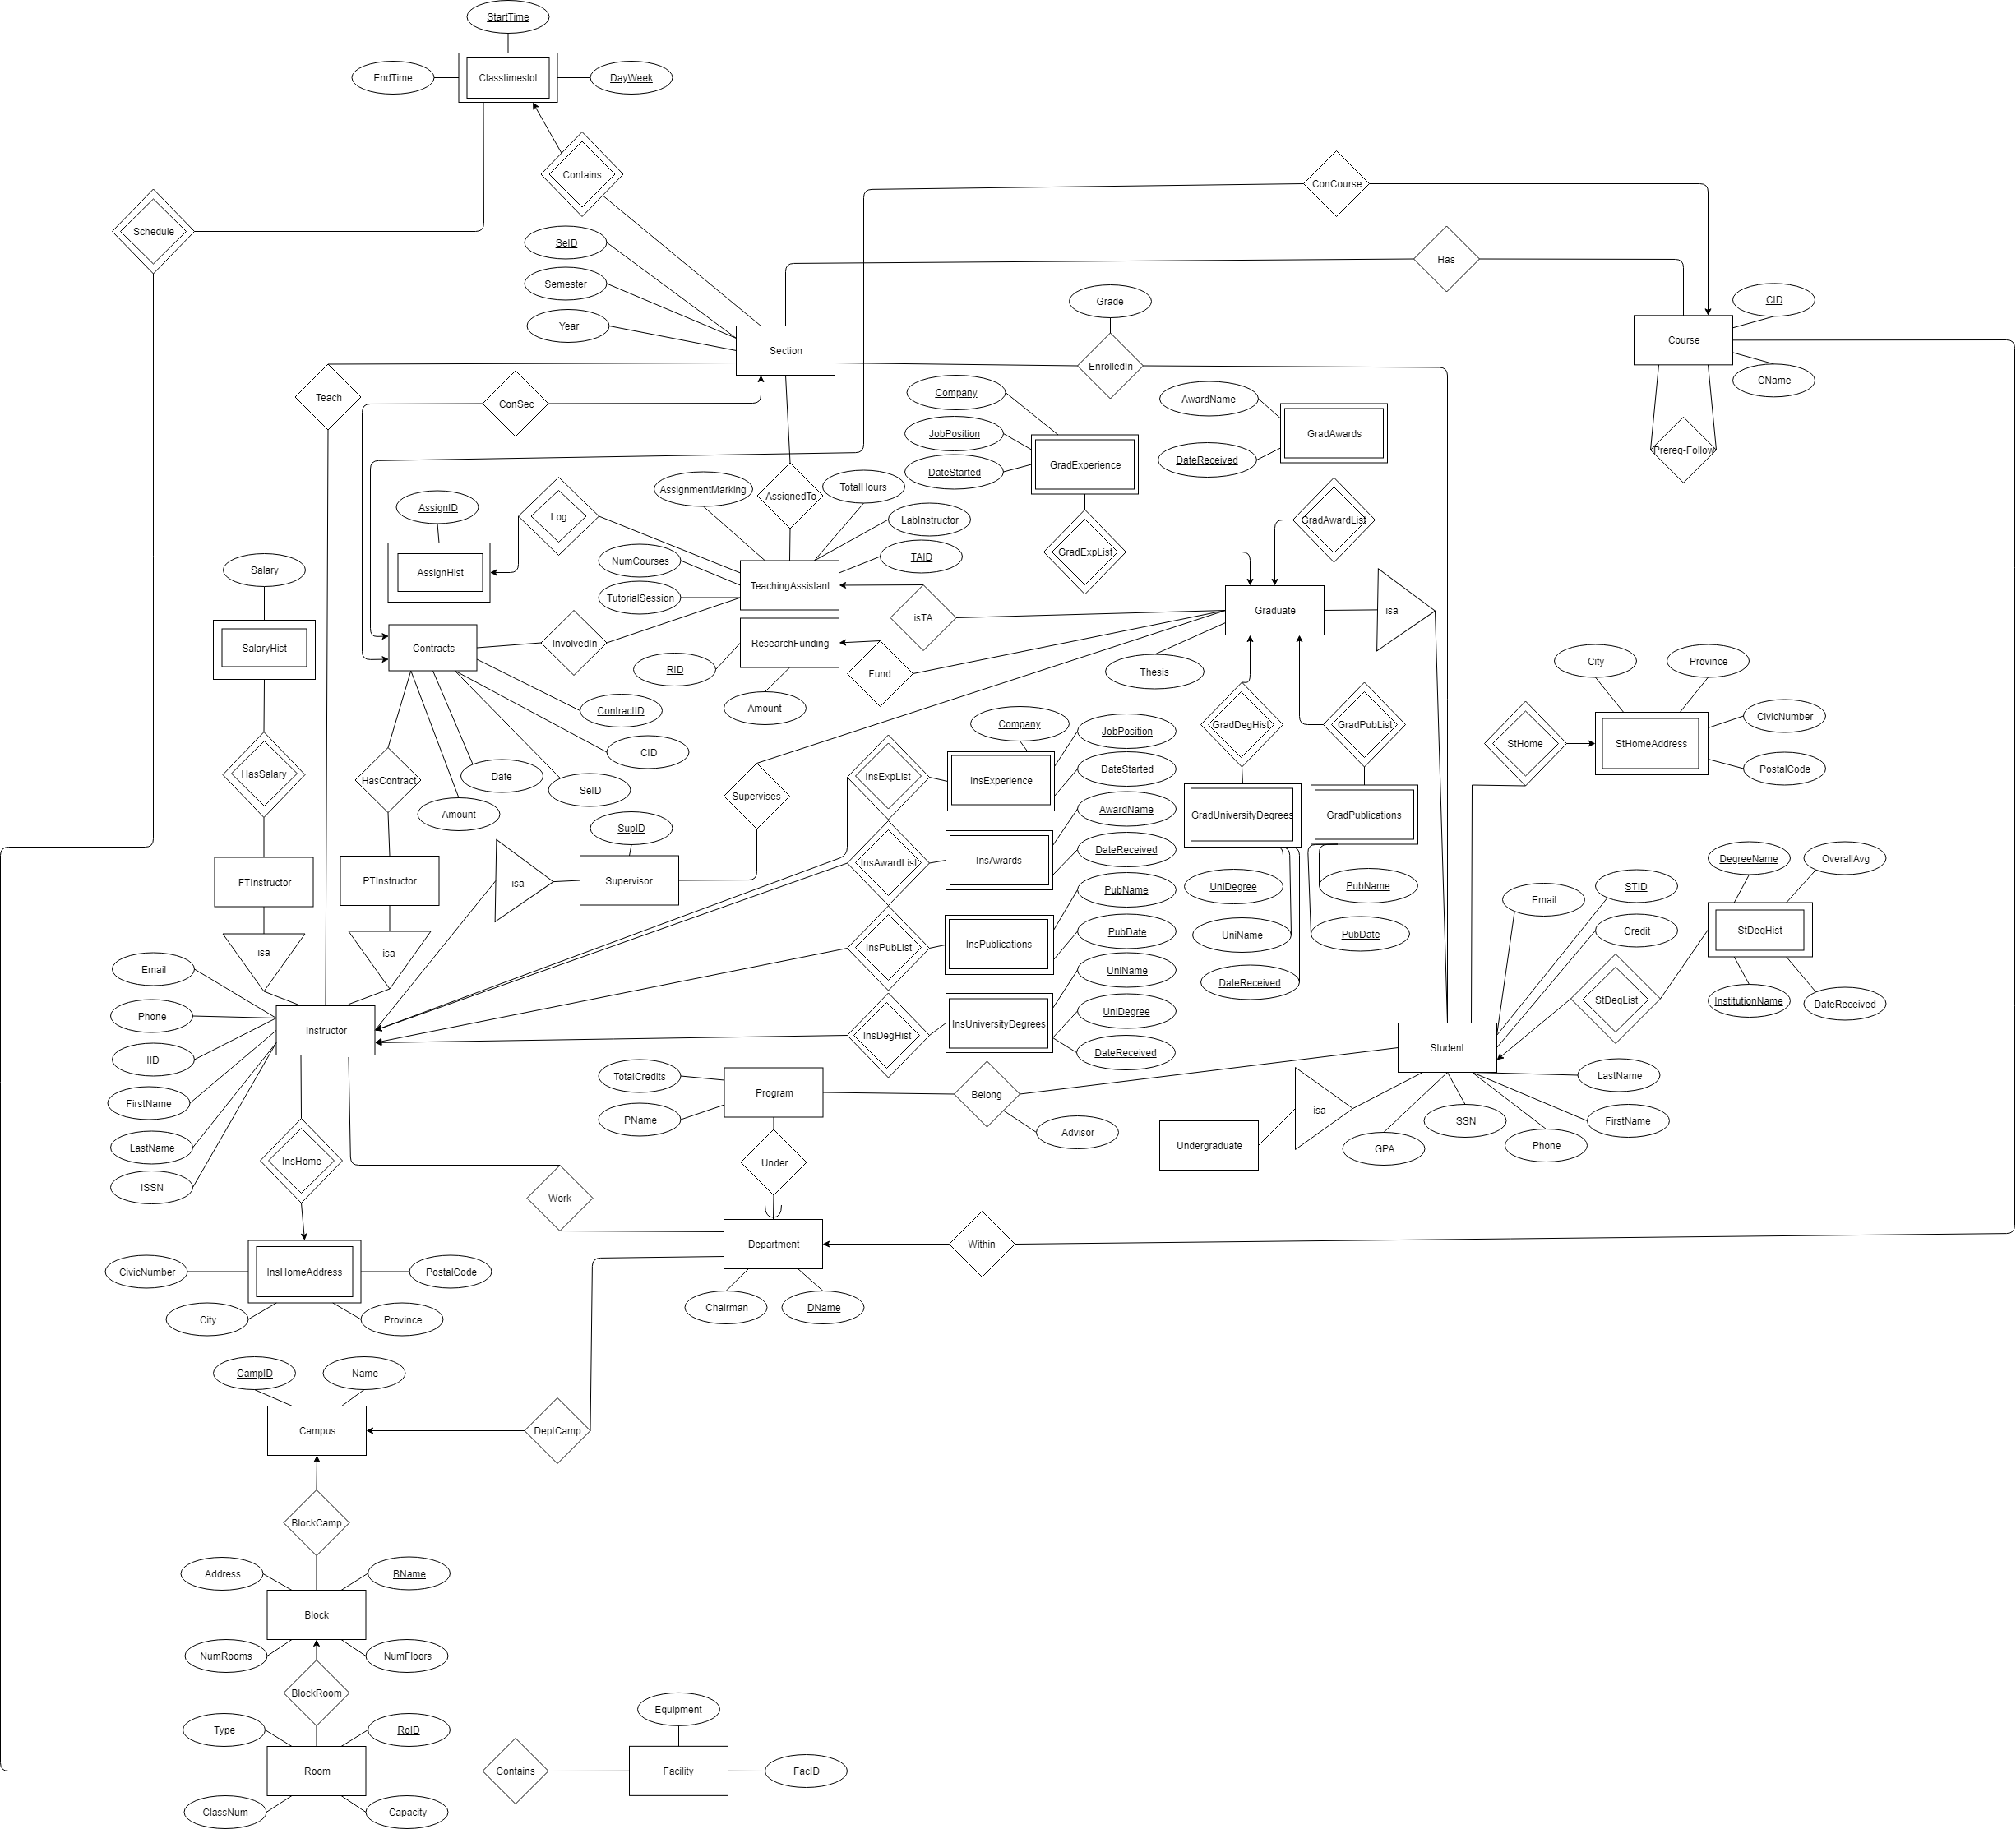 StartTime
Classtimeslot
EndTime
DayWeek
Contains
ConCourse
Schedule
SeID
Semester
Has
Year
Grade
CID
Section
Course
EnrolledIn
CName
Teach
ConSec
Company
AwardName
JobPosition
GradAwards
Prereq-Follow
GradExperience
DateReceived
DateStarted
AssignmentMarking
AssignedTo
TotalHours
AssignID
Log
LabInstructor
GradAwardList
GradExpList
TAID
Salary
NumCourses
AssignHist
TeachingAssistant
TutorialSession
Graduate
isa
isTA
SalaryHist
Contracts
InvolvedIn
ResearchFunding
RID
Fund
Thesis
City
Province
ContractID
Amount
Company
JobPosition
GradDegHist
GradPubList
CivicNumber
StHome
StHomeAddress
CID
HasSalary
HasContract
Date
InsExpList
InsExperience
DateStarted
PostalCode
SeID
Supervises
AwardName
Amount
GradUniversityDegrees
GradPublications
SupID
DateReceived
InsAwardList
InsAwards
DegreeName
OverallAvg
FTInstructor
PTInstructor
isa
Supervisor
PubName
UniDegree
PubName
STID
Email
PubDate
UniName
PubDate
Credit
StDegHist
isa
isa
InsPubList
InsPublications
Email
UniName
DateReceived
StDegList
InstitutionName
DateReceived
Phone
UniDegree
Instructor
InsDegHist
InsUniversityDegrees
Student
IID
DateReceived
TotalCredits
Program
Belong
LastName
FirstName
PName
Advisor
isa
SSN
FirstName
LastName
Undergraduate
GPA
Phone
InsHome
Under
ISSN
Work
Department
Within
CivicNumber
InsHomeAddress
PostalCode
City
Province
Chairman
DName
CampID
Name
Campus
DeptCamp
BlockCamp
Address
BName
Block
NumRooms
NumFloors
BlockRoom
Equipment
Type
RoID
Room
Contains
Facility
FacID
ClassNum
Capacity